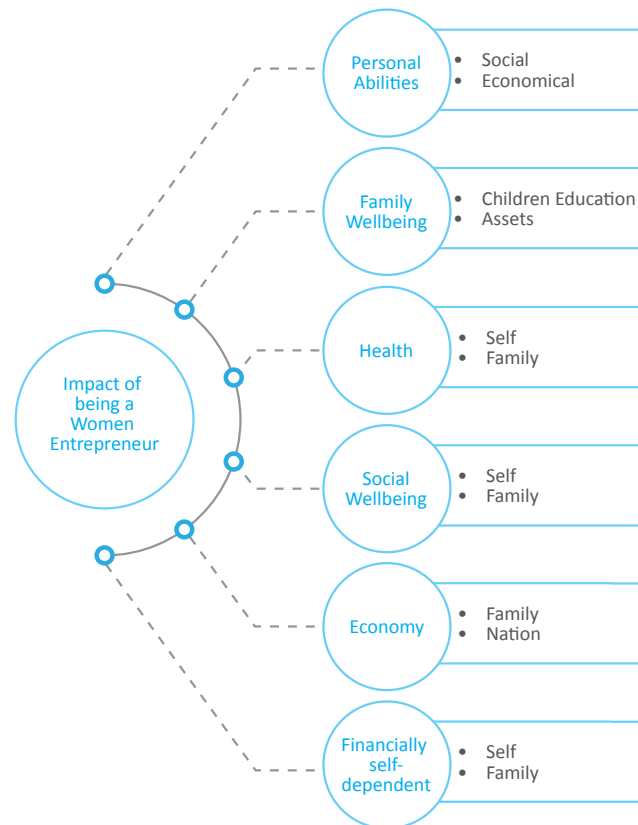 Impact of
being a
Women
Entrepreneur
Personal
Abilities
• Social
• Economical
Family
Wellbeing
• Children Education
• Assets
Health
• Self
• Family
Social
Wellbeing
• Self
• Family
Economy
• Family
• Nation
Financially
self-
dependent
• Self
• Family